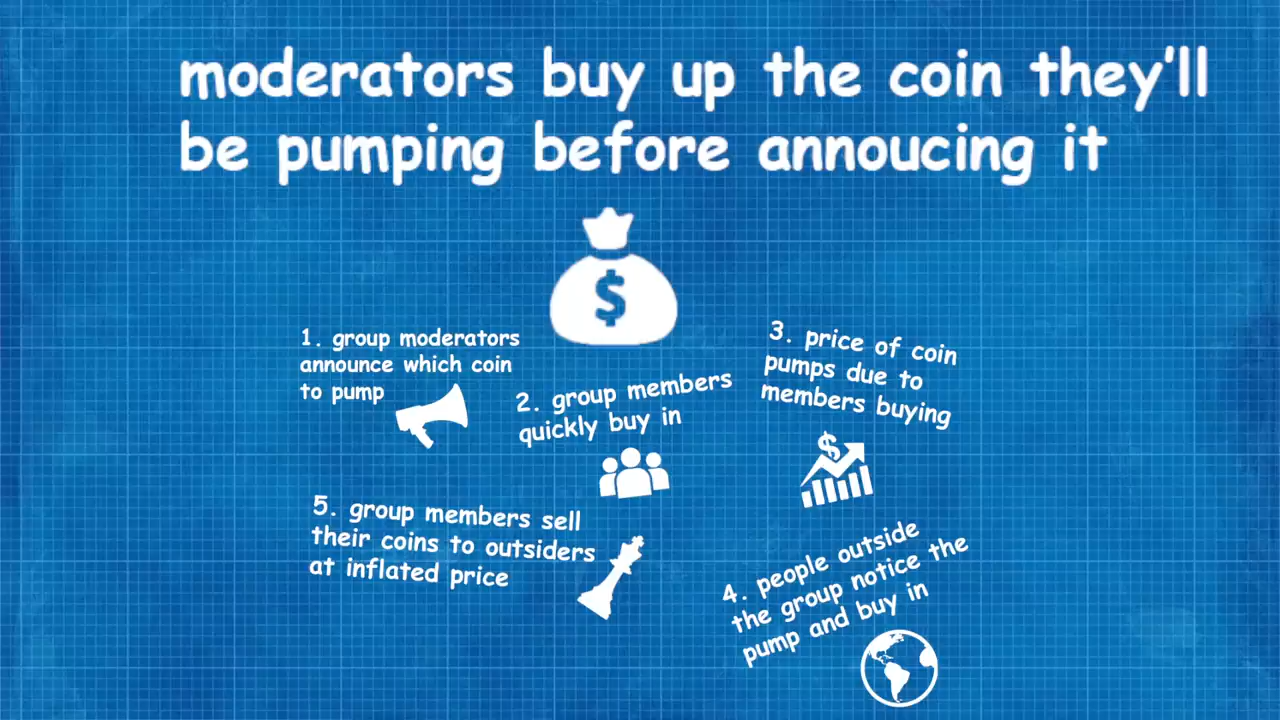 moderators buy up the coin they'll
be pumping before annoucing it
$
1. group moderators
announce which coin
to pump
2. group members
quickly buy in
3. price of coin
pumps due to
members buying
$
5. group members sell
their coins to outsiders
at inflated price
4. people outside
the group notice the
pump and buy in